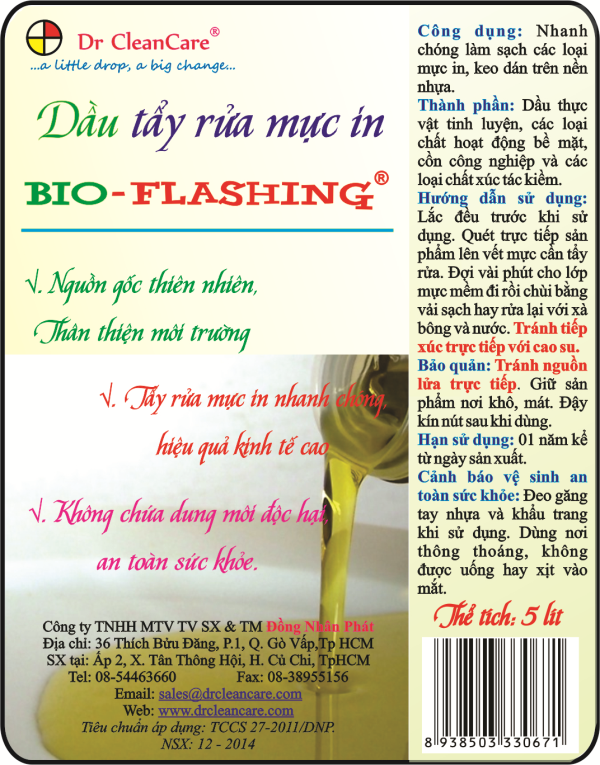 Dr CleanCare®
...a little drop, a big change...
Dầu tẩy rửa mực in
BIO-FLASHING®
√. Nguồn gốc thiên nhiên,
Thân thiện môi trường
√. Tẩy rửa mực in nhanh chóng,
hiệu quả kinh tế cao
√. Không chứa dung môi độc hại,
an toàn sức khỏe.
Công ty TNHH MTV TV SX & TM Đồng Nhân Phát
Địa chỉ: 36 Thích Bửu Đăng, P.1, Q. Gò Vấp,Tp HCM
SX tại: Ấp 2, X. Tân Thông Hội, H. Củ Chi, TpHCM
Tel: 08-54463660 Fax: 08-38955156
Email: sales@drcleancare.com
Web: www.drcleancare.com
Tiêu chuẩn áp dụng: TCCS 27-2011/DNP.
NSX: 12 - 2014
Công dụng: Nhanh
chóng làm sạch các loại
mực in, keo dán trên nền
nhựa.
Thành phần: Dầu thực
vật tinh luyện, các loại
chất hoạt động bề mặt,
cồn công nghiệp và các
loại chất xúc tác kiềm.
Hướng dẫn sử dụng:
Lắc đều trước khi sử
dụng. Quét trực tiếp sản
phẩm lên vết mực cần tẩy
rửa. Đợi vài phút cho lớp
mực mềm đi rồi chùi bằng
vải sạch hay rửa lại với xà
bông và nước. Tránh tiếp
xúc trực tiếp với cao su.
Bảo quản: Tránh nguồn
lửa trực tiếp. Giữ sản
phẩm nơi khô, mát. Đậy
kín nút sau khi dùng.
Hạn sử dụng: 01 năm kể
từ ngày sản xuất.
Cảnh báo vệ sinh an
toàn sức khỏe: Đeo găng
tay nhựa và khẩu trang
khi sử dụng. Dùng nơi
thông thoáng, không
được uống hay xịt vào
mắt.
Thể tích: 5 lít
8 938503 330671